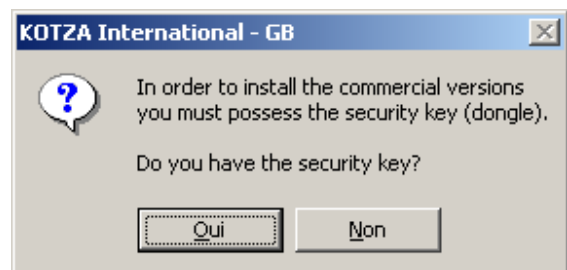 KOTZA International - GB
In order to install the commercial versions
you must possess the security key (dongle).
Do you have the security key?
Oui
Non